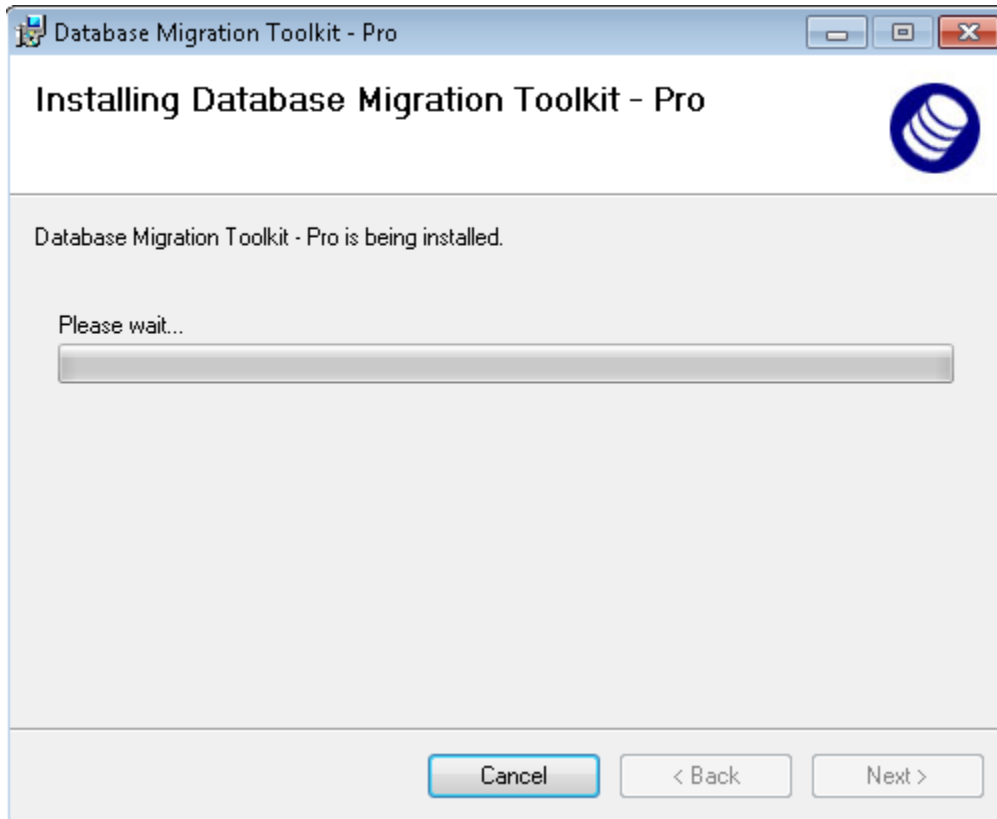 Database Migration Toolkit - Pro
Installing Database Migration Toolkit - Pro
Database Migration Toolkit - Pro is being installed.
Please wait...
Cancel
< Back
Next >